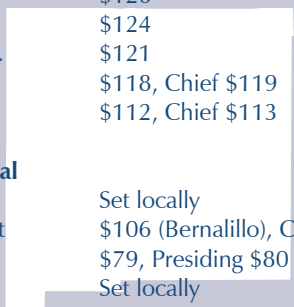 $124
$121
$118, Chief $119
$112, Chief $113
al
Set locally
$106 (Bernalillo), C
$79, Presiding $80
Set locally